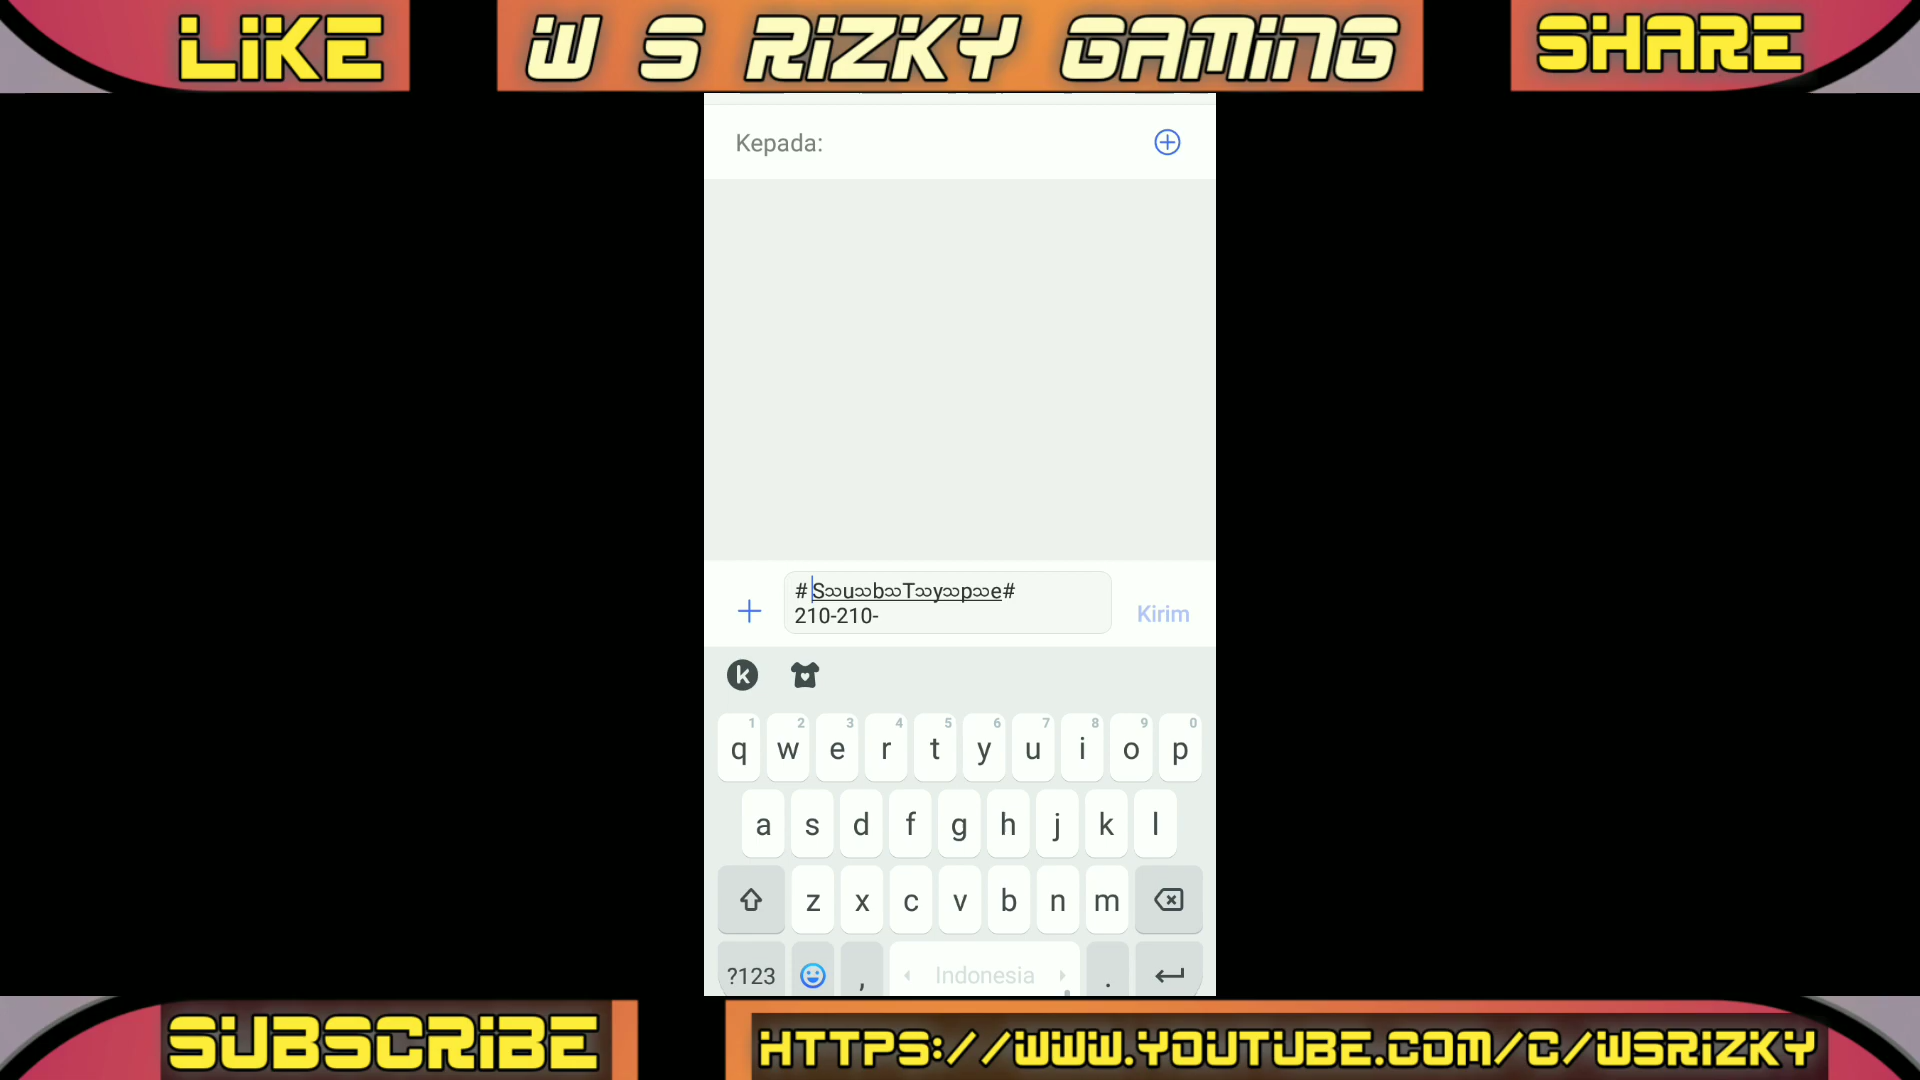 LIKE
W S RIZKY GAMING
SHARE
Kepada:
#SɔuɔbɔTɔyɔpɔe#
210-210-
Kirim
k
1 2 3 4 5 6 7 8 9 0
q w e r t y u i o p
a s d f g h j k l
z x c v b n m
?123 , Indonesia .
SUBSCRIBE
HTTPS://WWW.YOUTUBE.COM/C/WSRIZKY